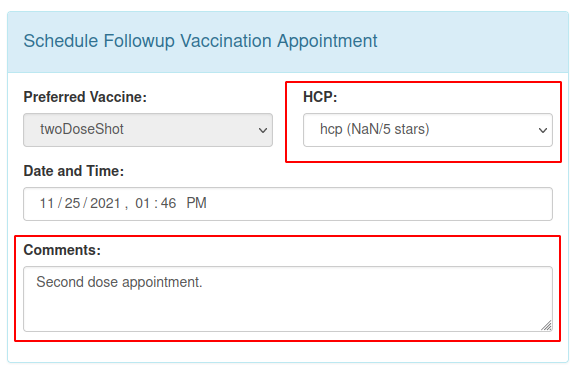 Schedule Followup Vaccination Appointment
Preferred Vaccine: HCP:
twoDoseShot hcp (NaN/5 stars)
Date and Time:
11 / 25 / 2021 , 01 : 46 PM
Comments:
Second dose appointment.